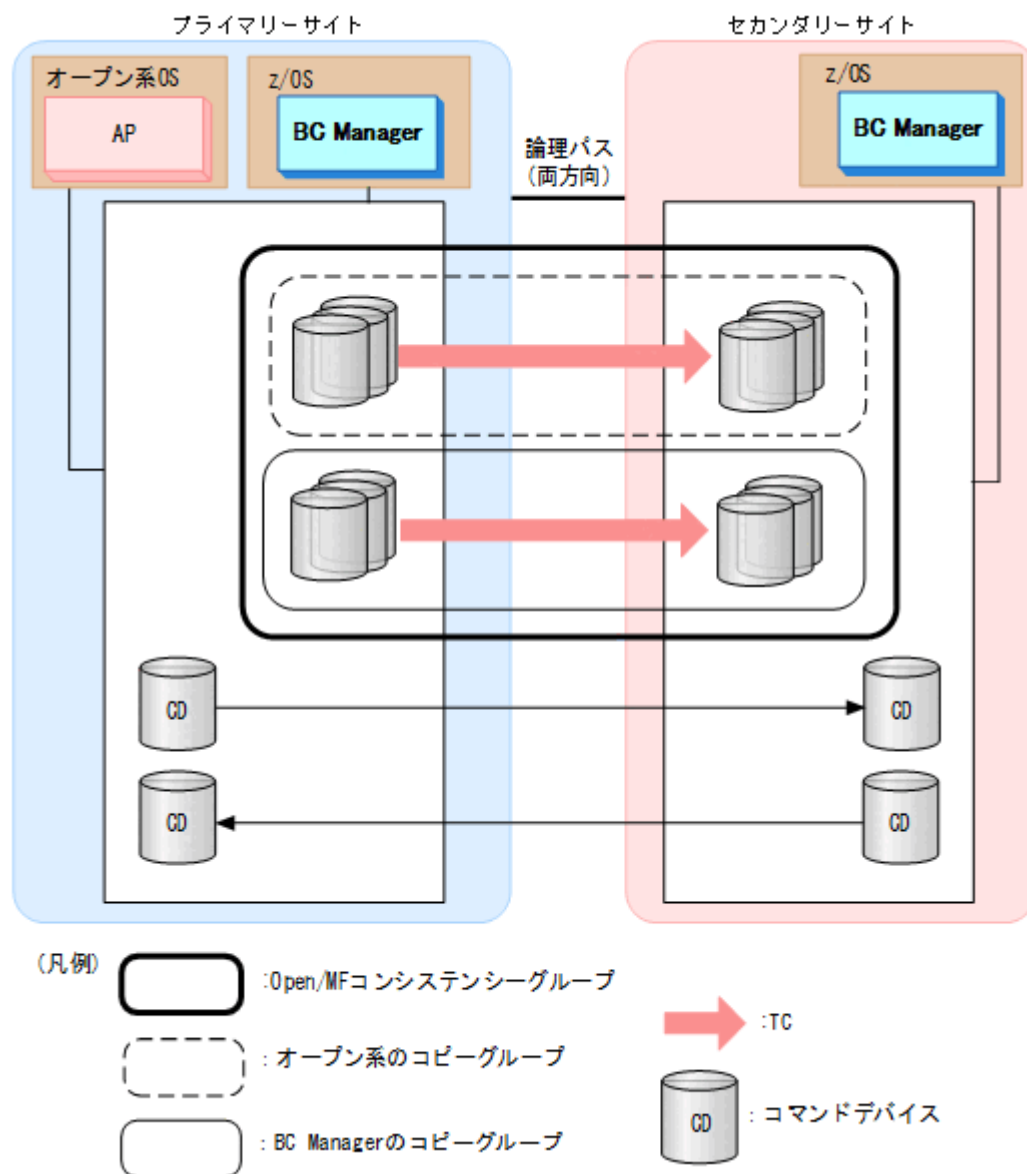 プライマリーサイト
セカンダリーサイト
オープン系OS
AP
z/OS
BC Manager
論理パス
(両方向)
z/OS
BC Manager
CD
CD
CD
CD
(凡例)
:Open/MFコンシステンシーグループ
:TC
: オープン系のコピーグループ
CD
: コマンドデバイス
: BC Managerのコピーグループ